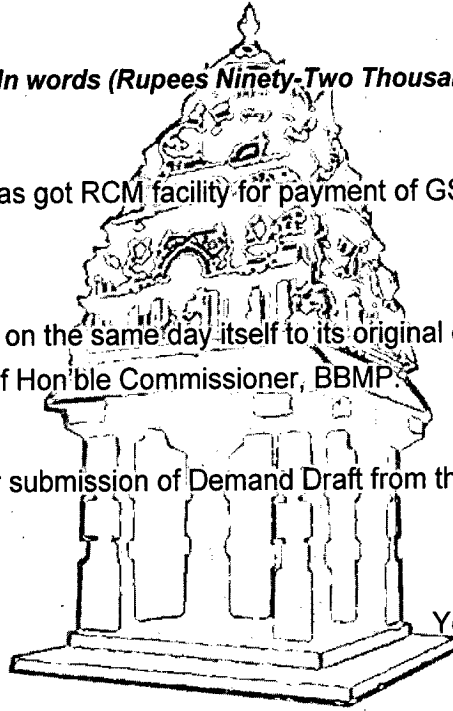 In words (Rupees Ninety-Two Thousa
as got RCM facility for payment of GS
on the same day itself to its original
f Hon'ble Commissioner, BBMP.
submission of Demand Draft from th